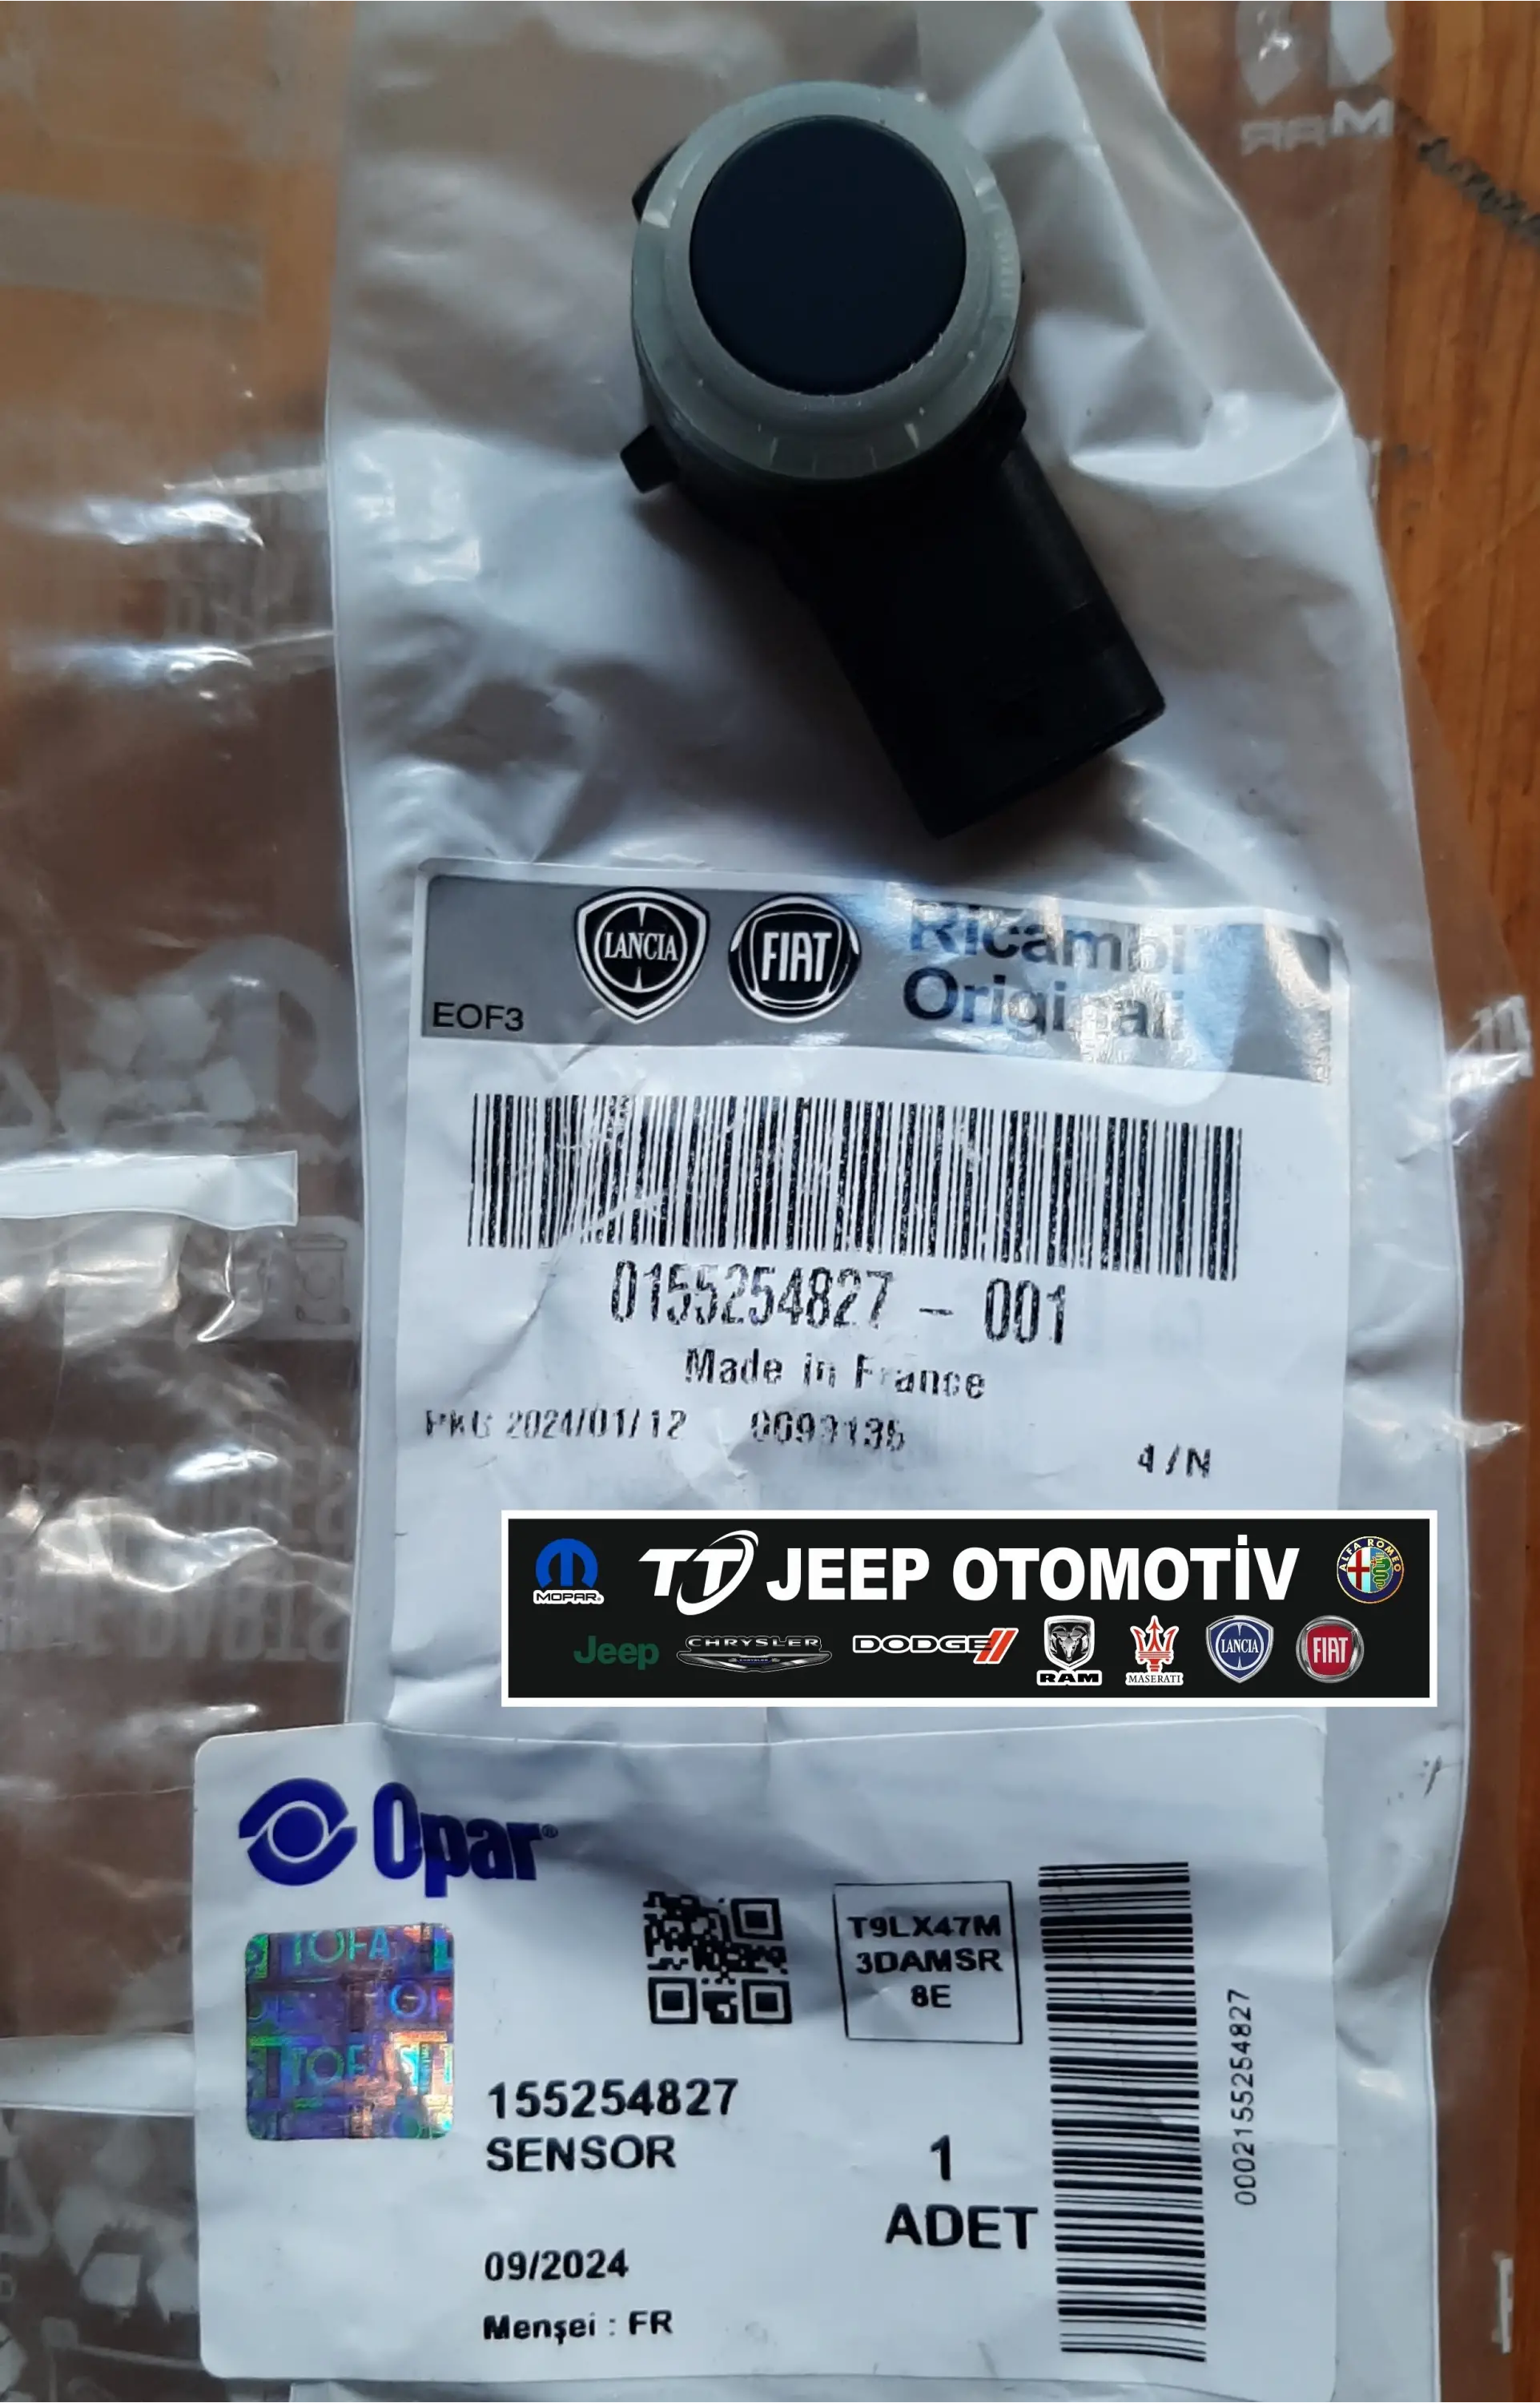 RAM
LANCIA
FIAT
Ricambi
Originali
EOF3
0155254827 - 001
Made in France
PKG 2024/01/12
4/N
MOPAR
TT JEEP OTOMOTİV
ALFA ROMEO
Jeep
CHRYSLER
DODGE
RAM
MASERATI
LANCIA
FIAT
Opar®
T9LX47M
3DAMSR
8E
155254827
SENSOR
1
ADET
09/2024
Menşei : FR
0002155254827